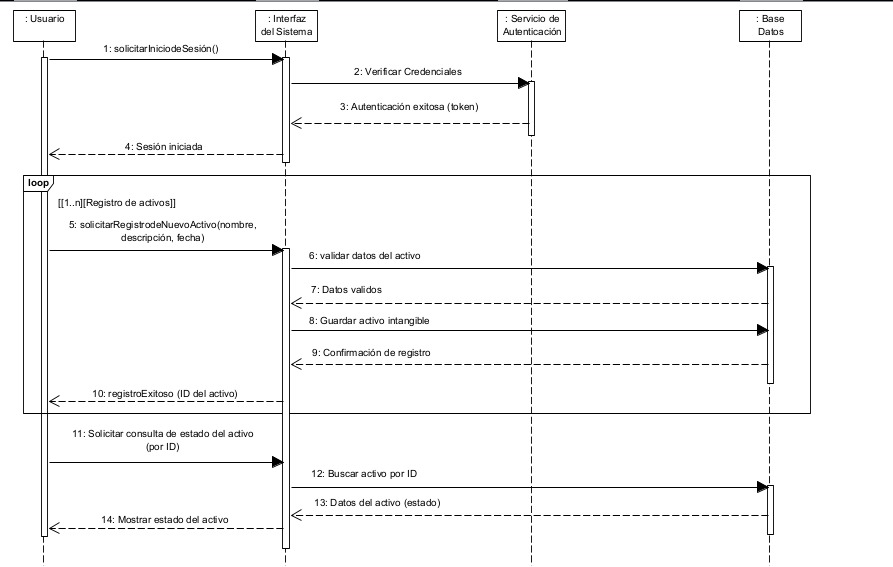 : Usuario
: Interfaz
del Sistema
: Servicio de
Autenticación
: Base
Datos
1: solicitarIniciodeSesión()
2: Verificar Credenciales
3: Autenticación exitosa (token)
4: Sesión iniciada
loop
[[1..n][Registro de activos]]
5: solicitarRegistrodeNuevoActivo(nombre,
descripción, fecha)
6: validar datos del activo
7: Datos validos
8: Guardar activo intangible
9: Confirmación de registro
10: registroExitoso (ID del activo)
11: Solicitar consulta de estado del activo
(por ID)
12: Buscar activo por ID
13: Datos del activo (estado)
14: Mostrar estado del activo